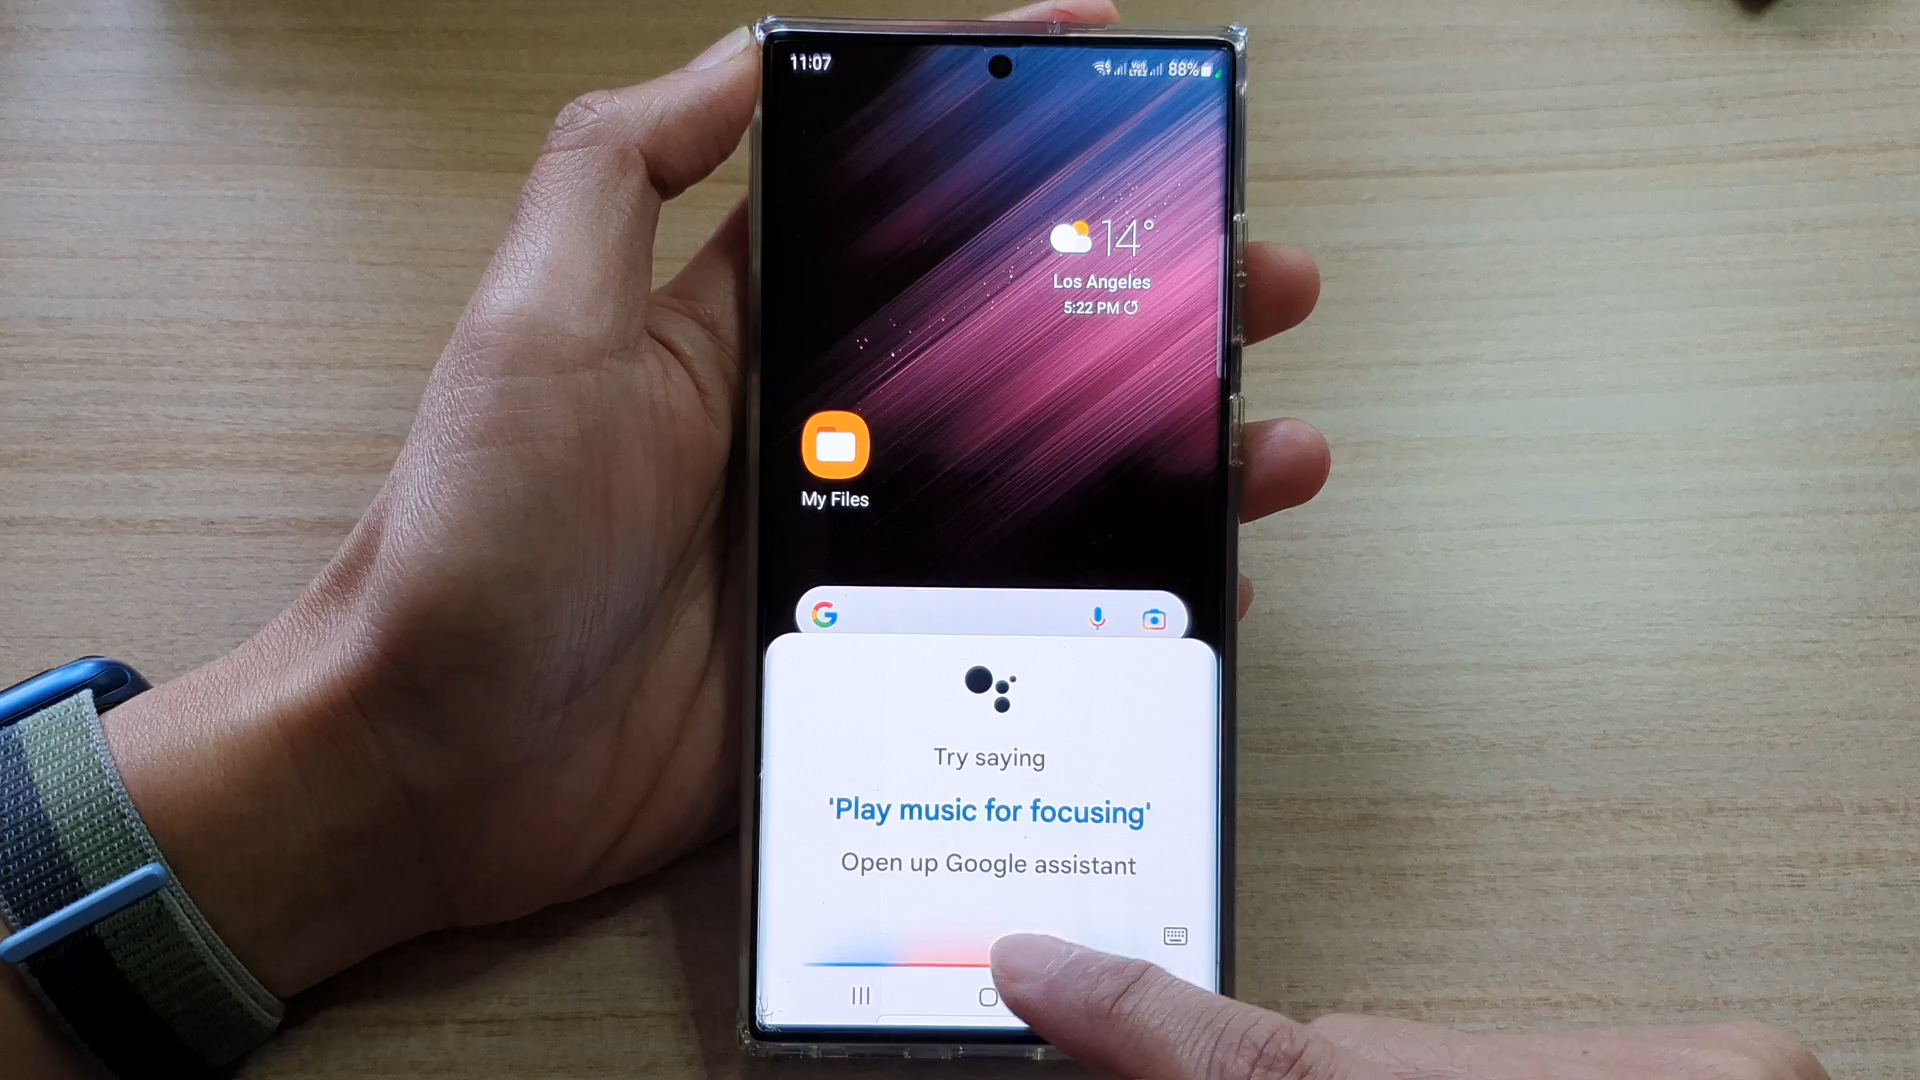 11:07
88%
14°
Los Angeles
5:22 PM
My Files
G
Try saying
'Play music for focusing'
Open up Google assistant